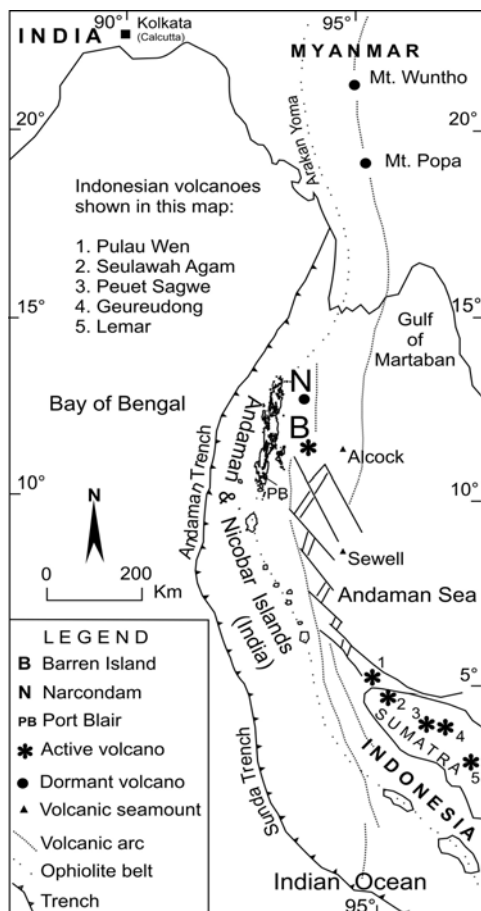 90°
95°
INDIA
Kolkata
(Calcutta)
MYANMAR
Mt. Wuntho
20°
20°
Arakan Yoma
Mt. Popa
Indonesian volcanoes
shown in this map:
1. Pulau Wen
2. Seulawah Agam
3. Peuet Sagwe
4. Geureudong
5. Lemar
15°
15°
Gulf
of
Martaban
Bay of Bengal
N
B
Alcock
Andaman & Nicobar Islands
(India)
PB
Andaman Trench
10°
10°
N
0
200
Km
Sewell
Andaman Sea
LEGEND
B Barren Island
N Narcondam
PB Port Blair
Active volcano
Dormant volcano
Volcanic seamount
Volcanic arc
Ophiolite belt
Trench
5°
1
2
3
4
5
SUMATRA
INDONESIA
Sunda Trench
Indian Ocean
95°